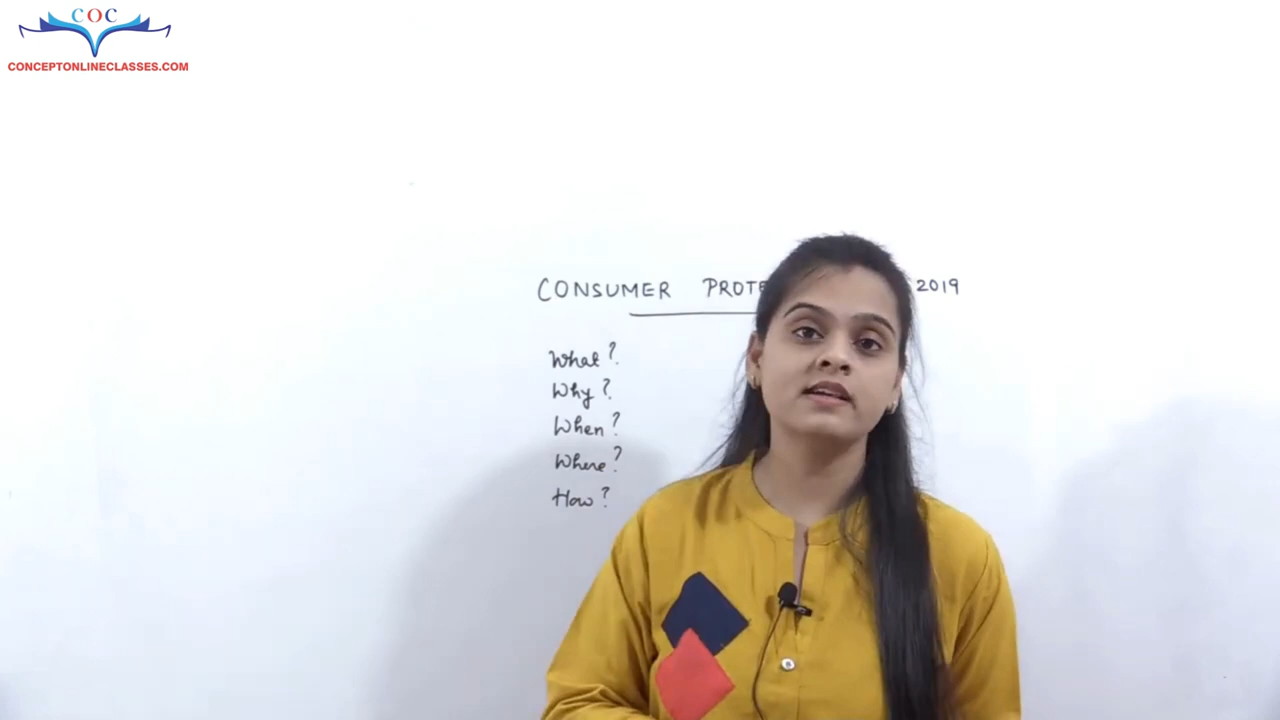 COC
CONCEPTONLINECLASSES.COM
CONSUMER PROTE 2019
What?
Why?
When?
Where?
How?